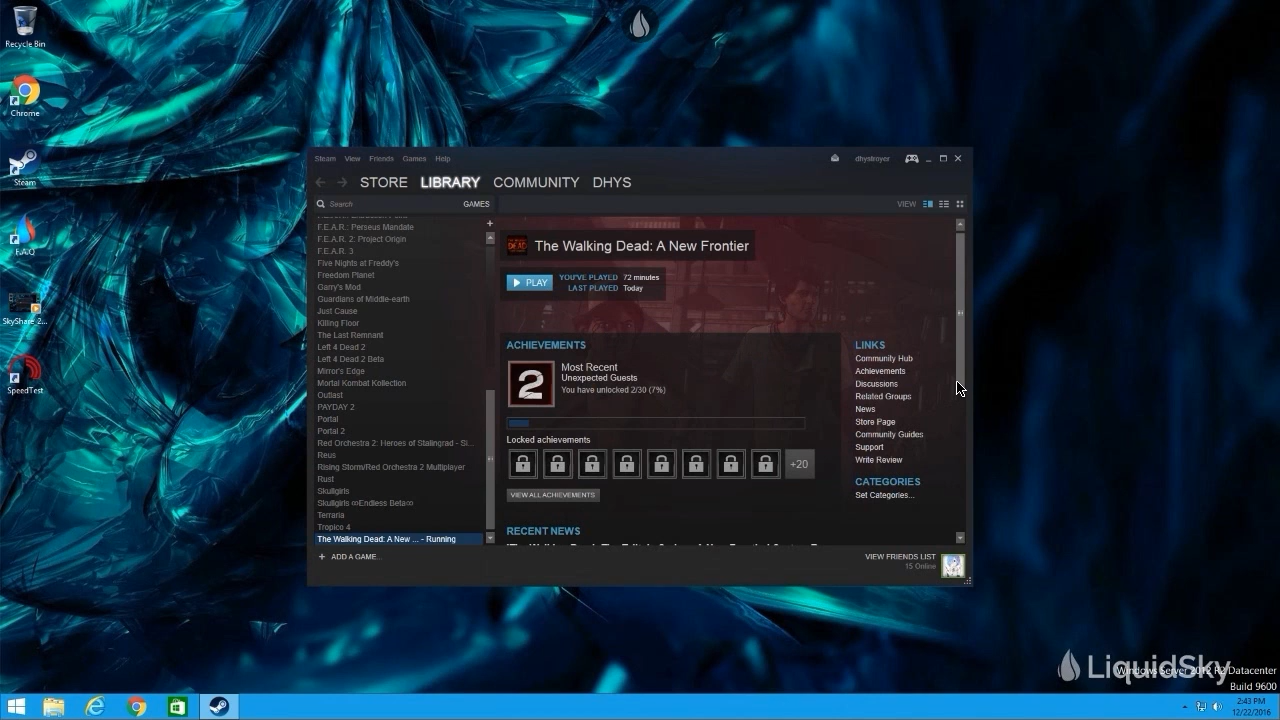 Recycle Bin
Chrome
Steam
F.A.Q
SkyShare 2...
SpeedTest
Steam View Friends Games Help
dhystroyer
STORE LIBRARY COMMUNITY DHYS
Search GAMES
VIEW
F.E.A.R.: Perseus Mandate
F.E.A.R. 2: Project Origin
F.E.A.R. 3
Five Nights at Freddy's
Freedom Planet
Garry's Mod
Guardians of Middle-earth
Just Cause
Killing Floor
The Last Remnant
Left 4 Dead 2
Left 4 Dead 2 Beta
Mirror's Edge
Mortal Kombat Kollection
Outlast
PAYDAY 2
Portal
Portal 2
Red Orchestra 2: Heroes of Stalingrad - Si...
Reus
Rising Storm/Red Orchestra 2 Multiplayer
Rust
Skullgirls
Skullgirls ∞Endless Beta∞
Terraria
Tropico 4
The Walking Dead: A New ... - Running
+ ADD A GAME...
The Walking Dead: A New Frontier
PLAY
YOU'VE PLAYED 72 minutes
LAST PLAYED Today
ACHIEVEMENTS
2
Most Recent
Unexpected Guests
You have unlocked 2/30 (7%)
Locked achievements
+20
VIEW ALL ACHIEVEMENTS
RECENT NEWS
LINKS
Community Hub
Achievements
Discussions
Related Groups
News
Store Page
Community Guides
Support
Write Review
CATEGORIES
Set Categories...
VIEW FRIENDS LIST
15 Online
LiquidSky
Windows Server 2012 R2 Datacenter
Build 9600
2:43 PM
12/22/2016